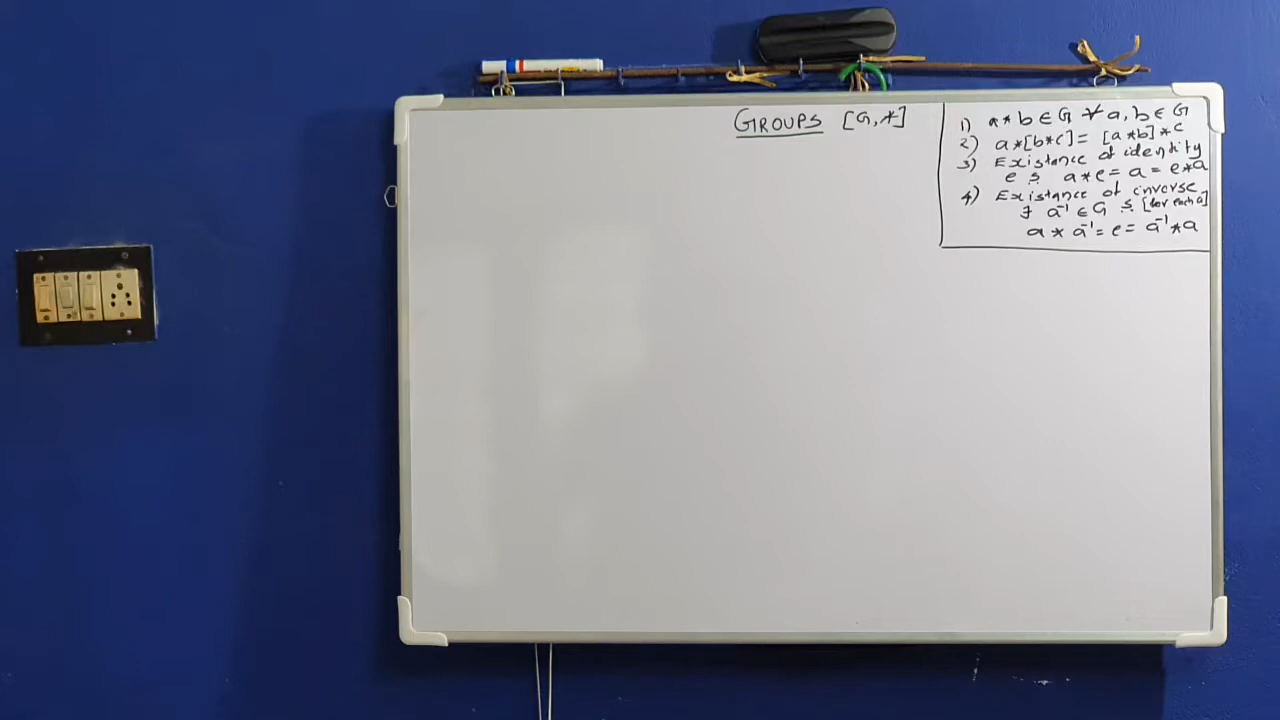 GROUPS [G,*]
1) a * b ∈ G ∀ a, b ∈ G
2) a*[b*c] = [a*b]*c
3) Existance of identity
e s. a*e = a = e*a
4) Existance of inverse
∃ a⁻¹ ∈ G s. [for each a]
a * a⁻¹ = e = a⁻¹ * a